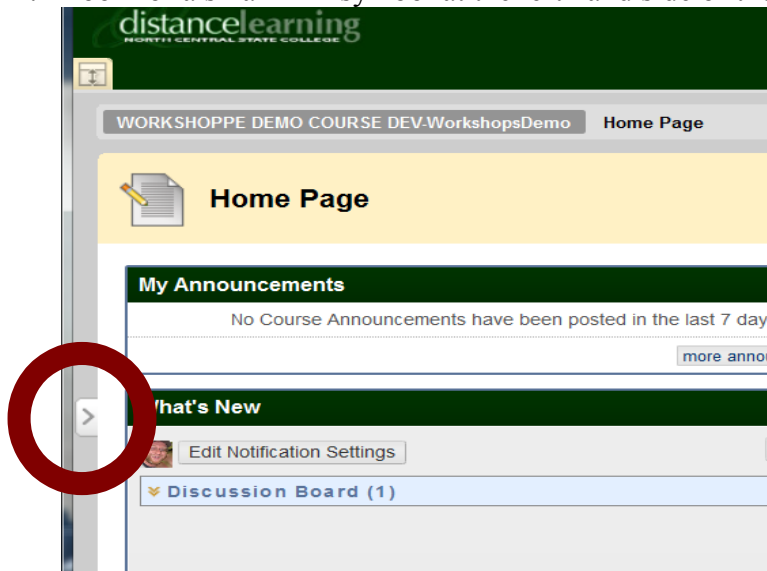 distancelearning
NORTH CENTRAL STATE COLLEGE
WORKSHOPPE DEMO COURSE DEV-WorkshopsDemo Home Page
Home Page
My Announcements
No Course Announcements have been posted in the last 7 day
more annou
What's New
Edit Notification Settings
Discussion Board (1)